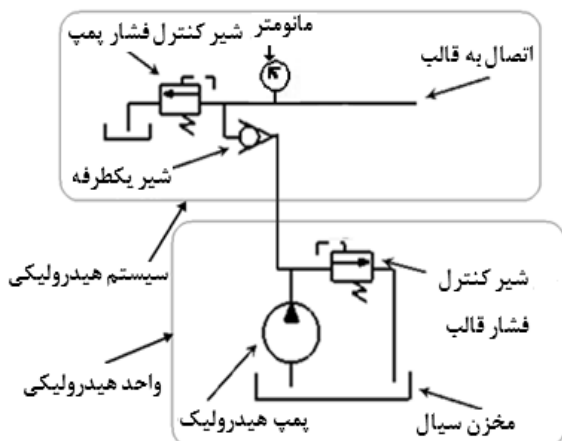 مانومتر
شیر کنترل فشار پمپ
اتصال به قالب
شیر یکطرفه
سیستم هیدرولیکی
شیر کنترل
فشار قالب
واحد هیدرولیکی
پمپ هیدرولیک
مخزن سیال